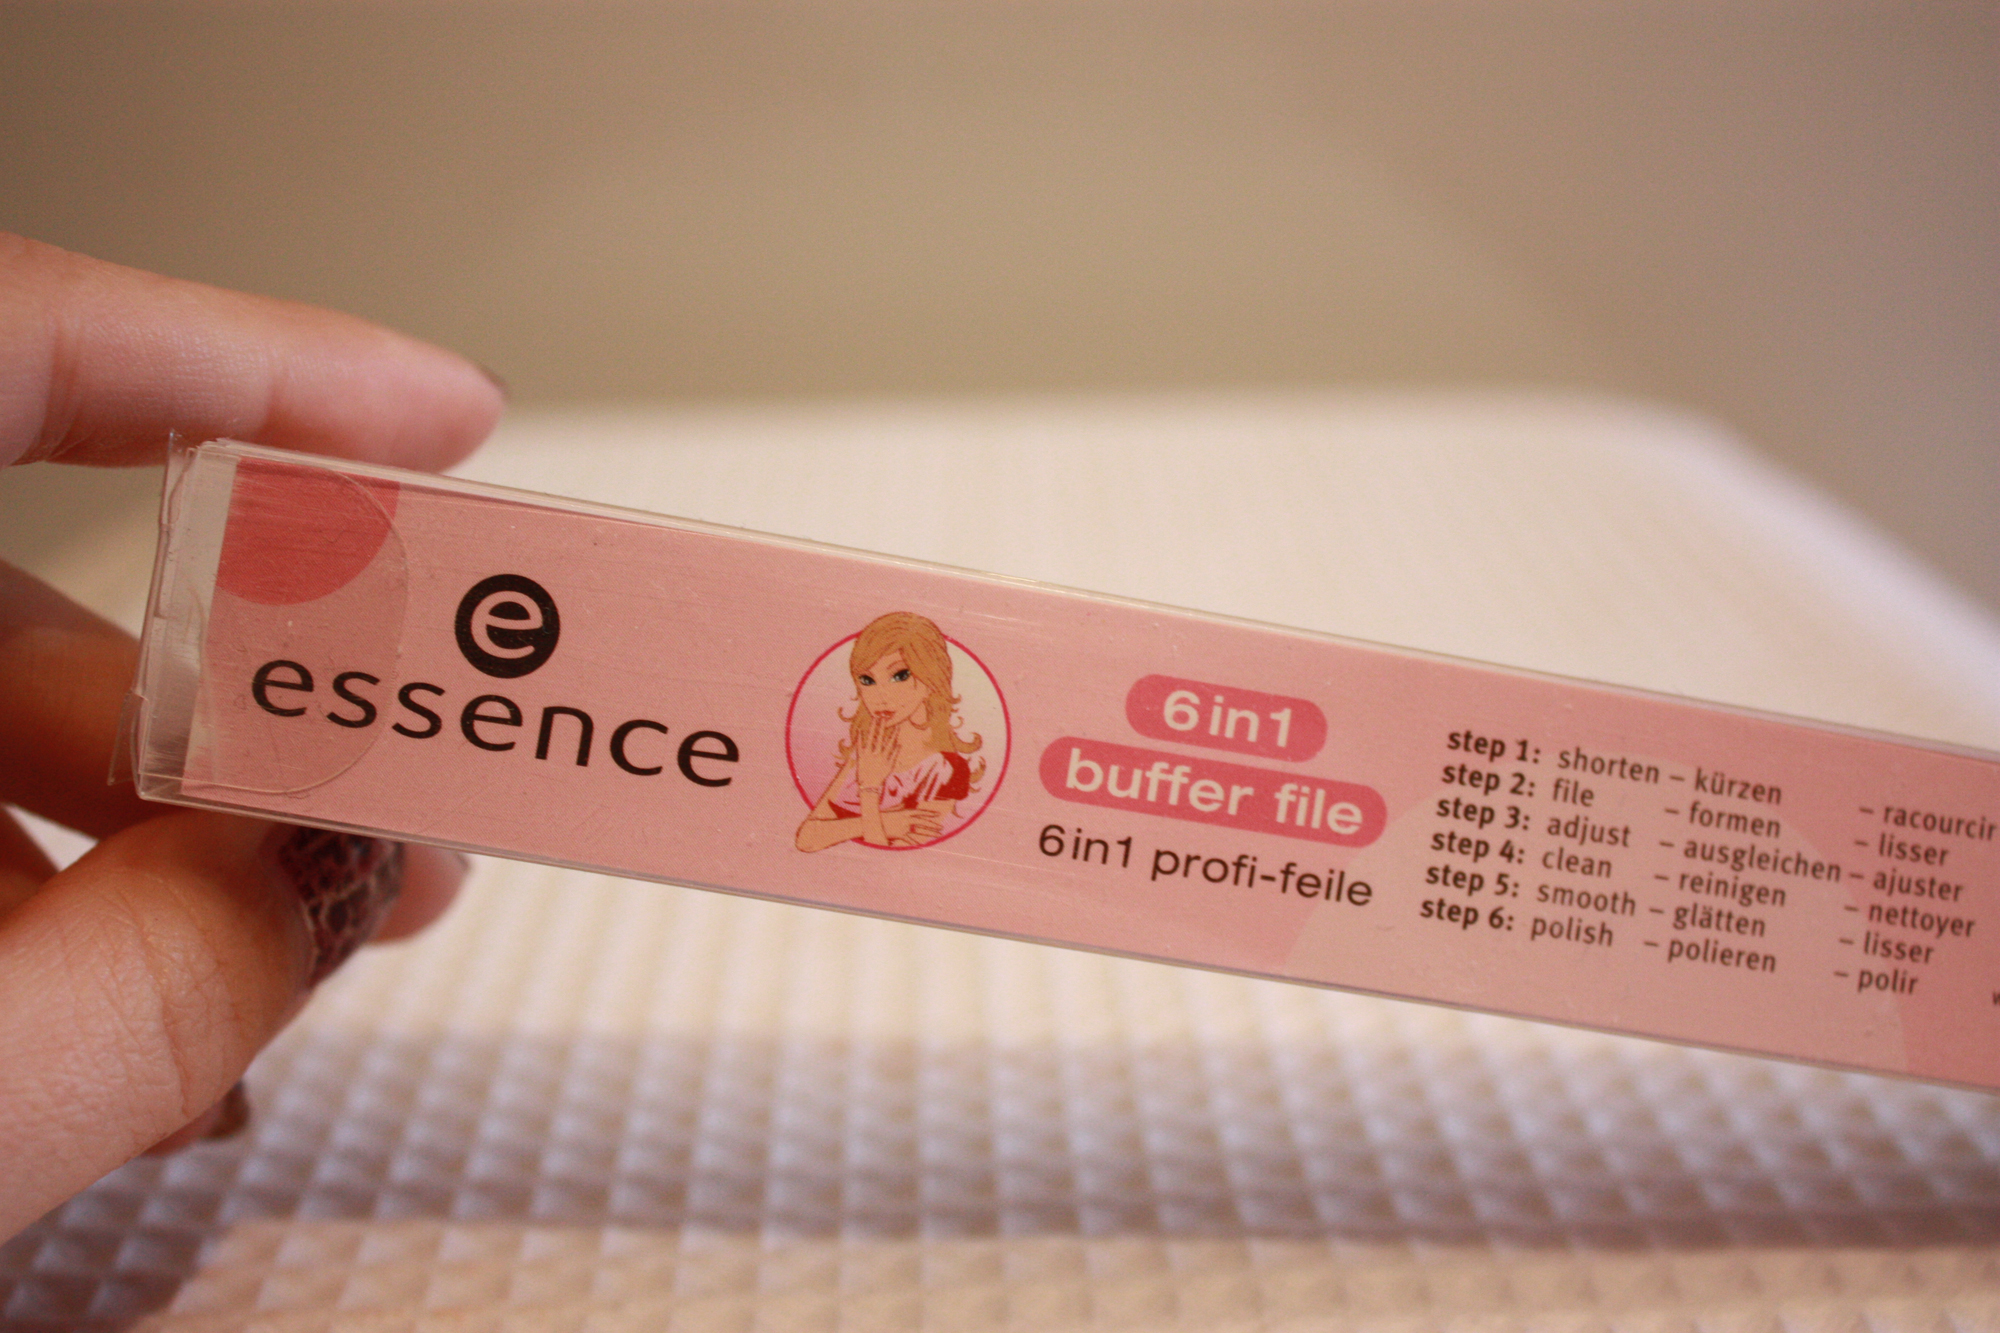 e
essence
6in1
buffer file
6in1 profi-feile
step 1: shorten – kürzen – racourcir
step 2: file – formen – lisser
step 3: adjust – ausgleichen – ajuster
step 4: clean – reinigen – nettoyer
step 5: smooth – glätten – lisser
step 6: polish – polieren – polir